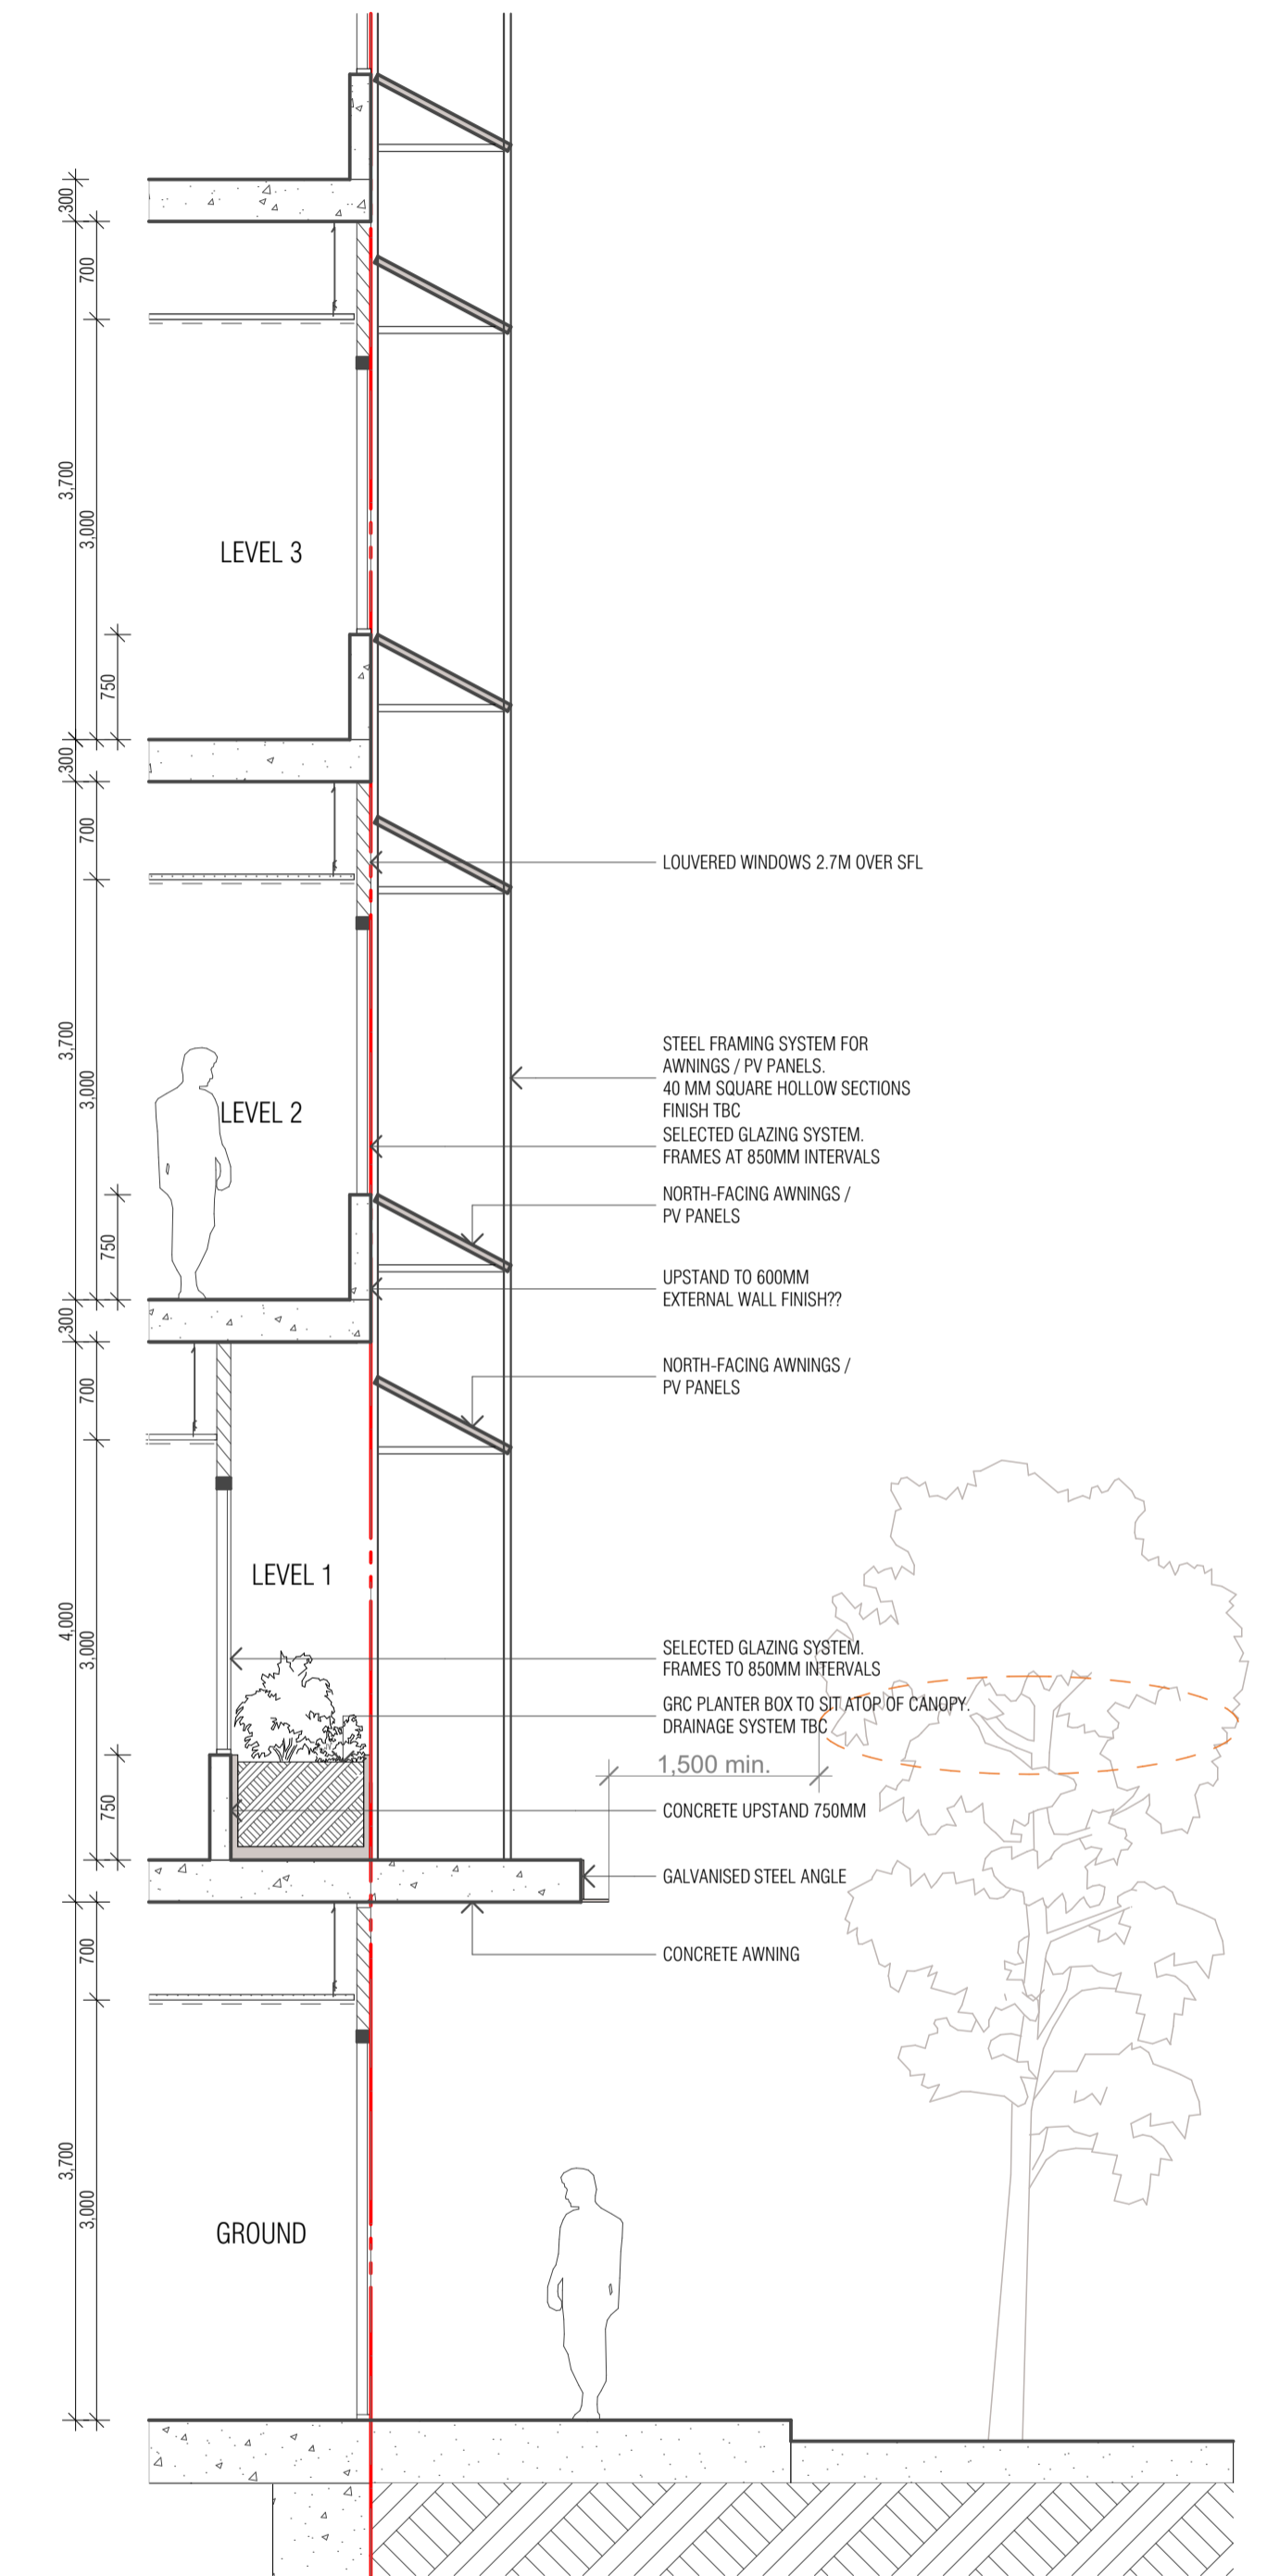 300
700
3,700
3,000
LEVEL 3
750
300
700
LOUVERED WINDOWS 2.7M OVER SFL
3,700
3,000
LEVEL 2
STEEL FRAMING SYSTEM FOR
AWNINGS / PV PANELS.
40 MM SQUARE HOLLOW SECTIONS
FINISH TBC
SELECTED GLAZING SYSTEM.
FRAMES AT 850MM INTERVALS
NORTH-FACING AWNINGS /
PV PANELS
750
UPSTAND TO 600MM
EXTERNAL WALL FINISH??
300
700
NORTH-FACING AWNINGS /
PV PANELS
LEVEL 1
4,000
3,000
SELECTED GLAZING SYSTEM.
FRAMES TO 850MM INTERVALS
GRC PLANTER BOX TO SIT ATOP OF CANOPY.
DRAINAGE SYSTEM TBC
1,500 min.
750
CONCRETE UPSTAND 750MM
GALVANISED STEEL ANGLE
700
CONCRETE AWNING
3,700
3,000
GROUND